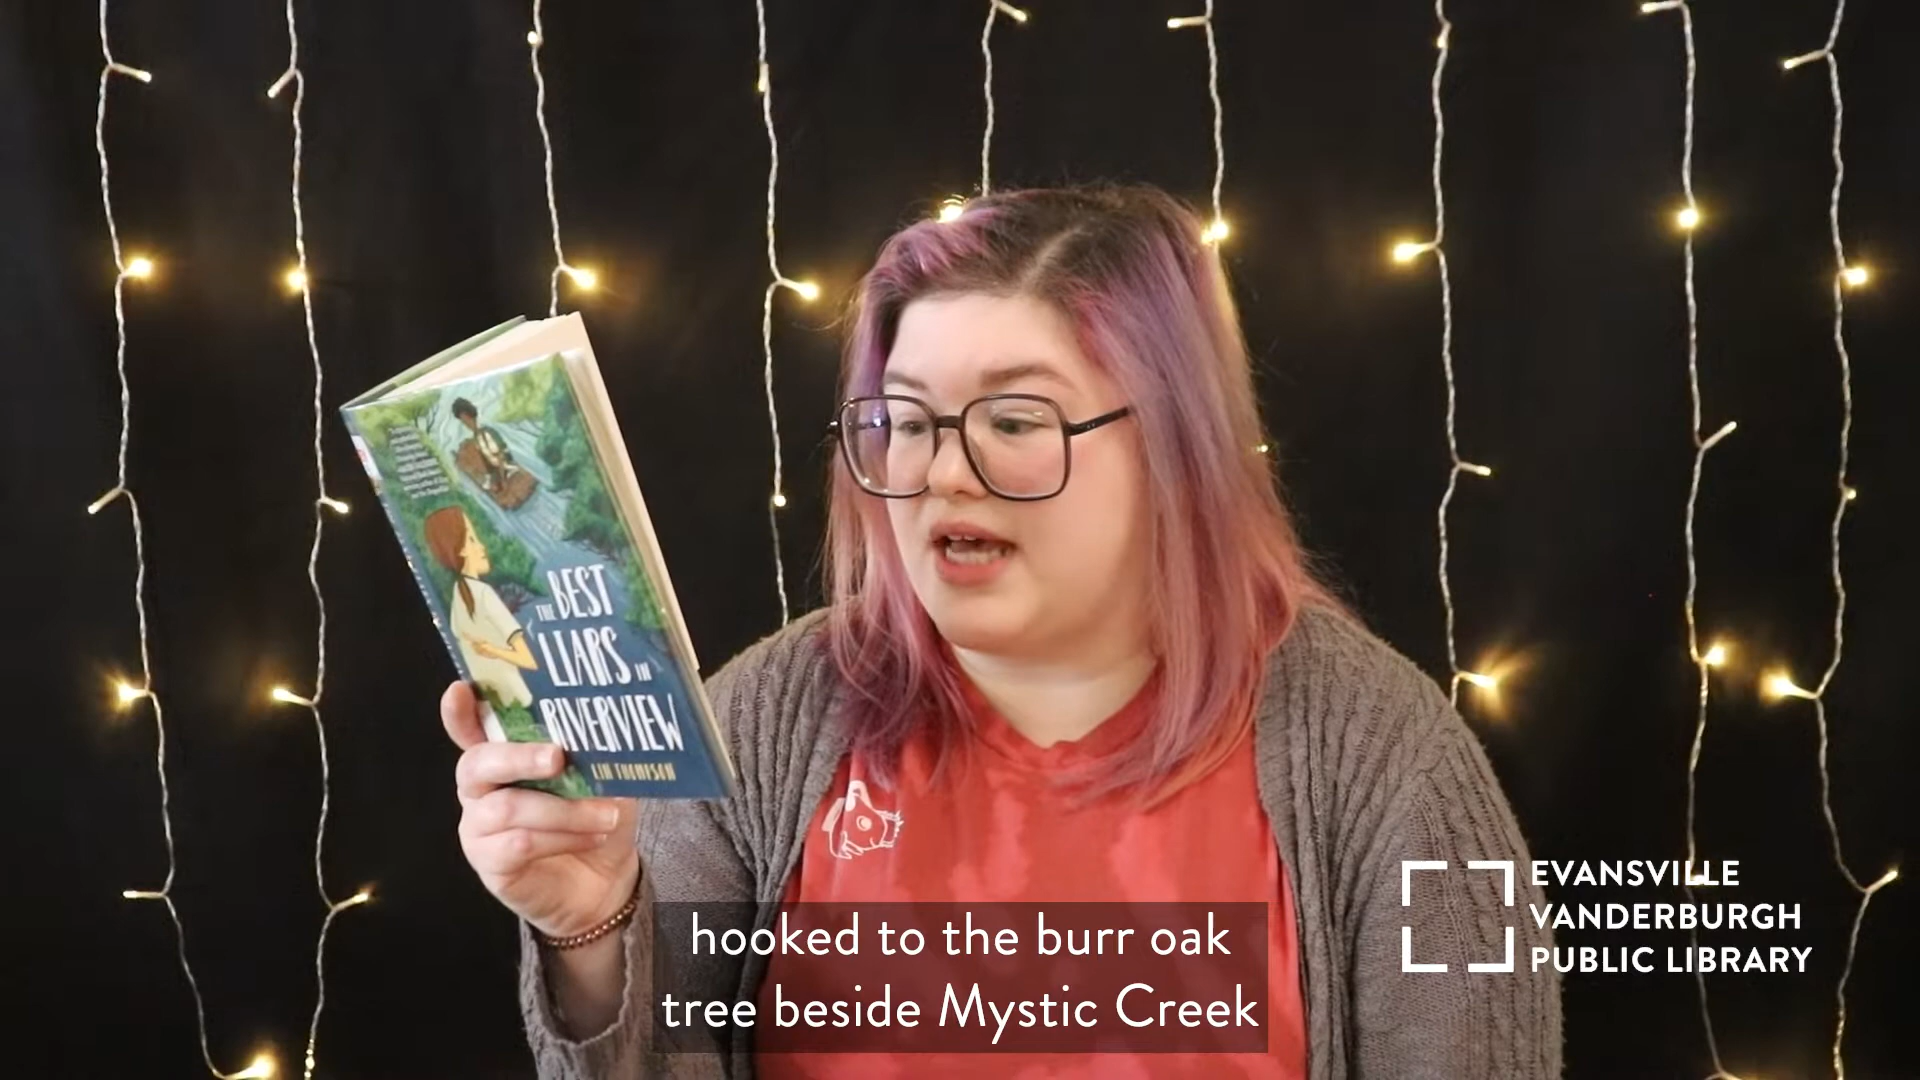 THE BEST
LIARS IN
RIVERVIEW
LIN THOMPSON
hooked to the burr oak
tree beside Mystic Creek
EVANSVILLE
VANDERBURGH
PUBLIC LIBRARY